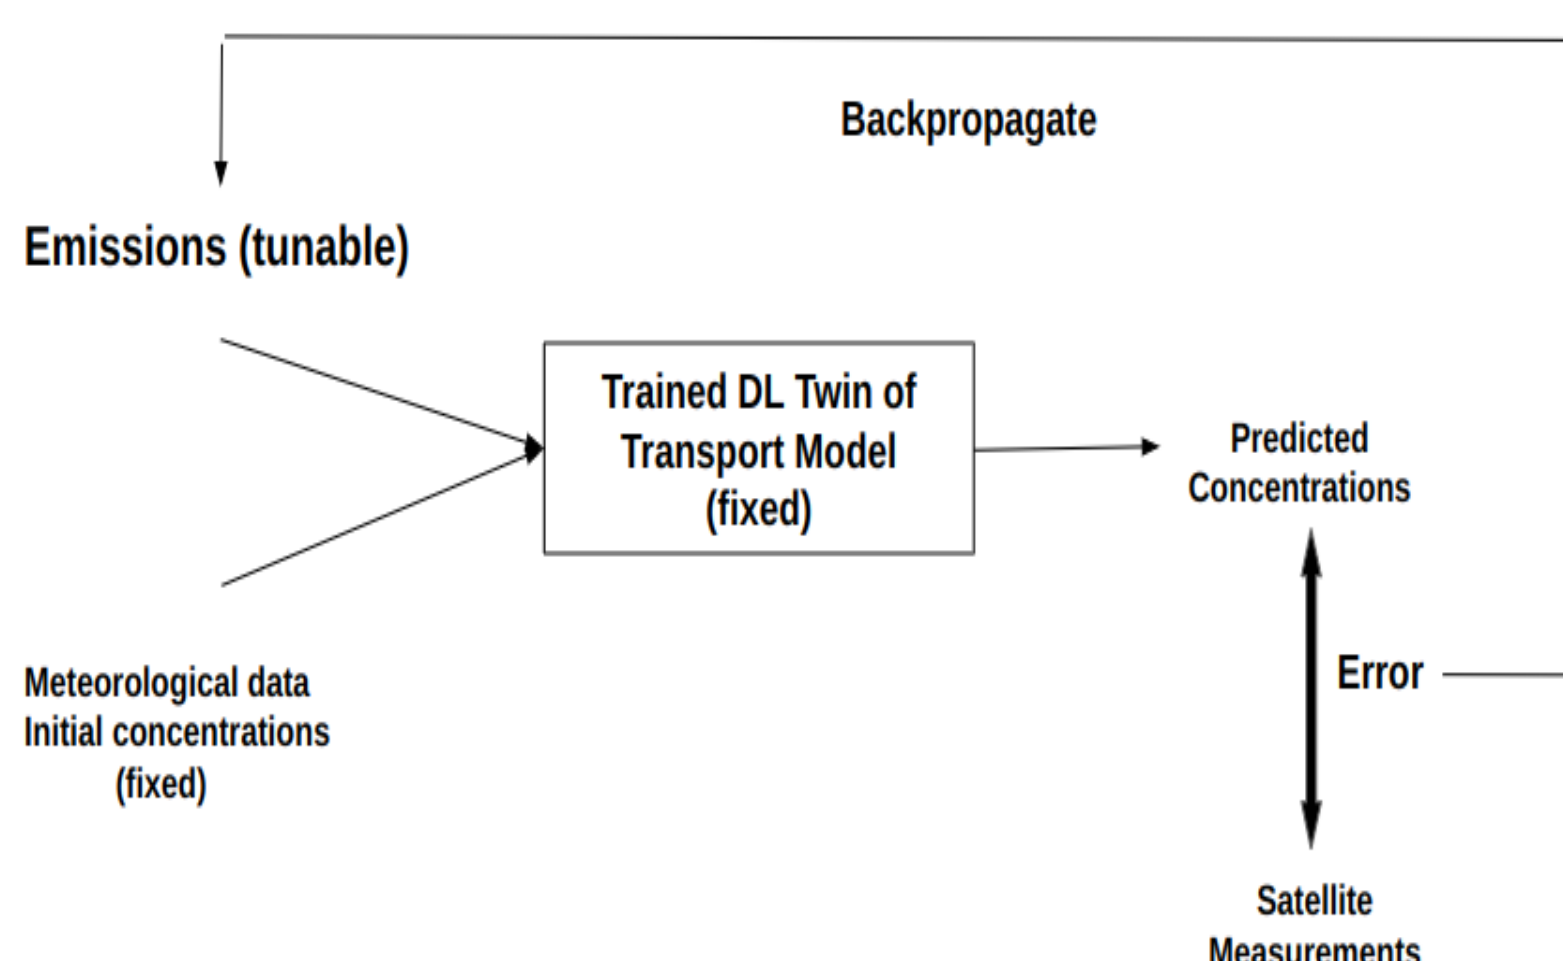 Backpropagate
Emissions (tunable)
Trained DL Twin of
Transport Model
(fixed)
Predicted
Concentrations
Error
Meteorological data
Initial concentrations
(fixed)
Satellite
Measurements